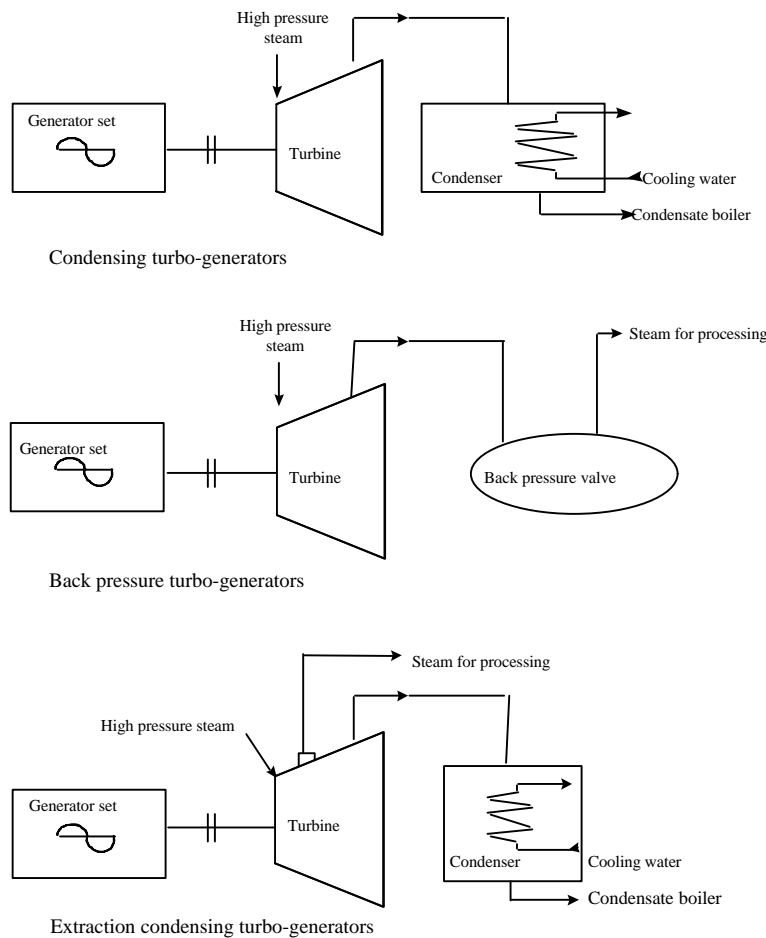 High pressure
steam
Generator set
Turbine
Condenser
Cooling water
Condensate boiler
Condensing turbo-generators
High pressure
steam
Steam for processing
Generator set
Turbine
Back pressure valve
Back pressure turbo-generators
Steam for processing
High pressure steam
Generator set
Turbine
Condenser
Cooling water
Condensate boiler
Extraction condensing turbo-generators